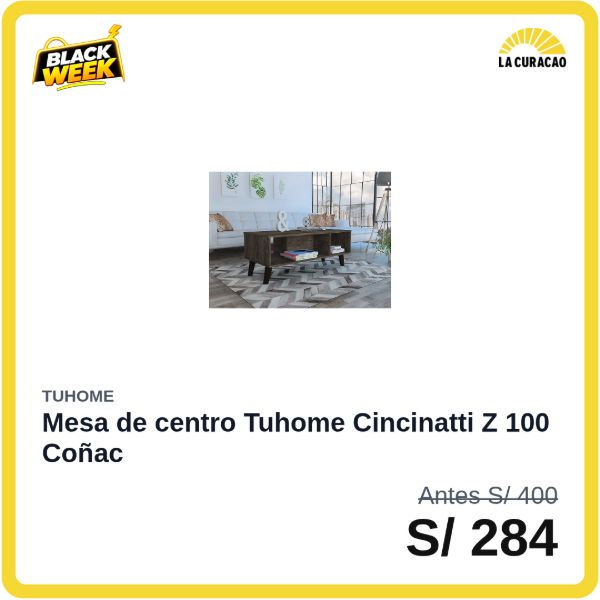 BLACK
WEEK
LA CURACAO
&
TUHOME
Mesa de centro Tuhome Cincinatti Z 100
Coñac
Antes S/ 400
S/ 284